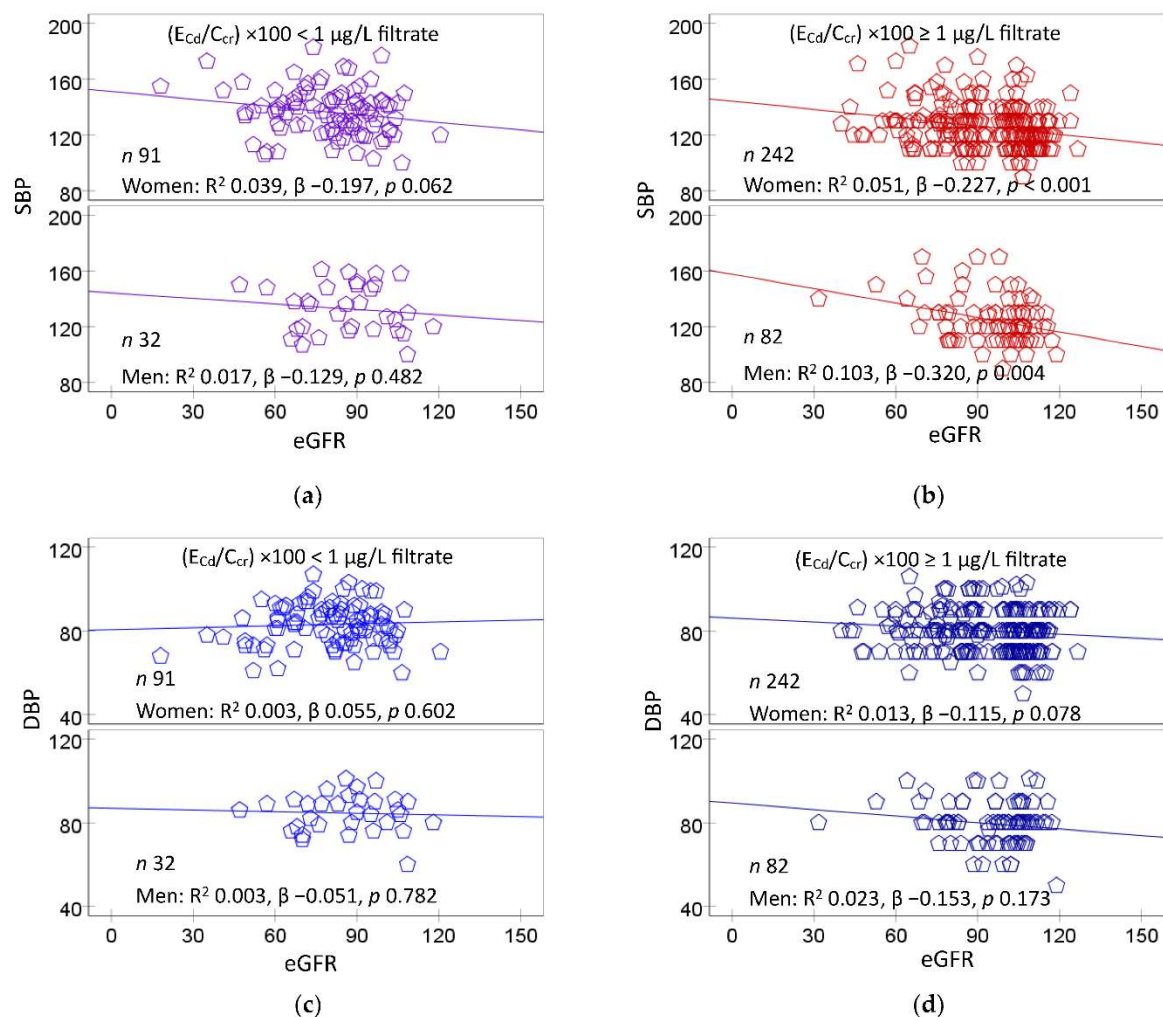 (E_Cd/C_cr) ×100 < 1 µg/L filtrate
200
160
120
80
SBP
n 91
Women: R² 0.039, β −0.197, p 0.062
200
160
120
80
n 32
Men: R² 0.017, β −0.129, p 0.482
0 30 60 90 120 150
eGFR
(a)
(E_Cd/C_cr) ×100 ≥ 1 µg/L filtrate
200
160
120
80
SBP
n 242
Women: R² 0.051, β −0.227, p < 0.001
200
160
120
80
SBP
n 82
Men: R² 0.103, β −0.320, p 0.004
0 30 60 90 120 150
eGFR
(b)
(E_Cd/C_cr) ×100 < 1 µg/L filtrate
120
80
40
DBP
n 91
Women: R² 0.003, β 0.055, p 0.602
120
80
40
n 32
Men: R² 0.003, β −0.051, p 0.782
0 30 60 90 120 150
eGFR
(c)
(E_Cd/C_cr) ×100 ≥ 1 µg/L filtrate
120
80
40
DBP
n 242
Women: R² 0.013, β −0.115, p 0.078
120
80
40
n 82
Men: R² 0.023, β −0.153, p 0.173
0 30 60 90 120 150
eGFR
(d)